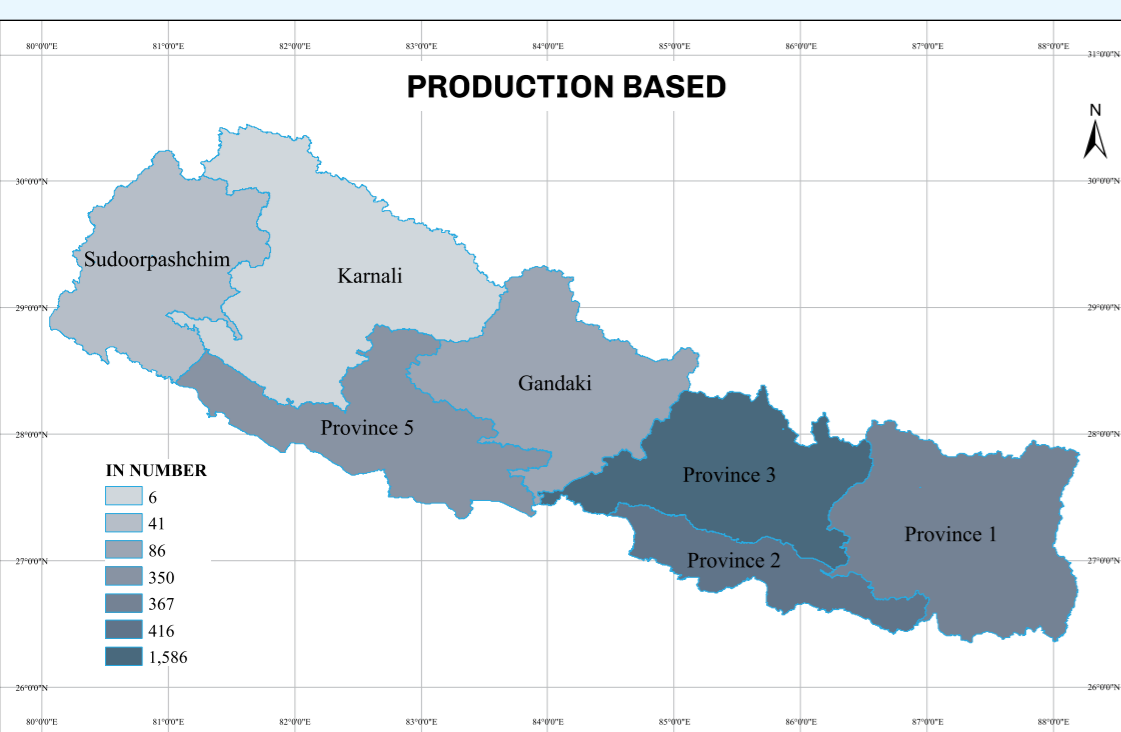 80°0'0"E 81°0'0"E 82°0'0"E 83°0'0"E 84°0'0"E 85°0'0"E 86°0'0"E 87°0'0"E 88°0'0"E
31°0'0"N
PRODUCTION BASED
N
30°0'0"N 30°0'0"N
Sudoorpashchim
Karnali
29°0'0"N 29°0'0"N
Gandaki
Province 5
28°0'0"N 28°0'0"N
Province 3
Province 1
Province 2
27°0'0"N 27°0'0"N
IN NUMBER
6
41
86
350
367
416
1,586
26°0'0"N 26°0'0"N
80°0'0"E 81°0'0"E 82°0'0"E 83°0'0"E 84°0'0"E 85°0'0"E 86°0'0"E 87°0'0"E 88°0'0"E